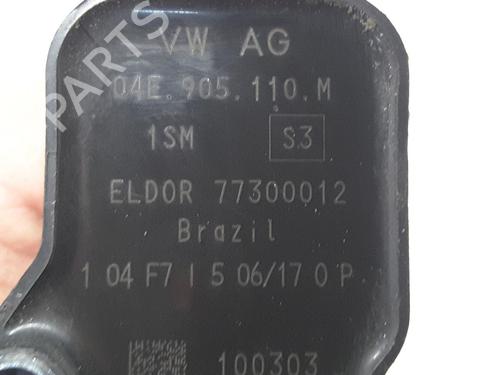 VW AG
04E.905.110.M
1SM S3
ELDOR 77300012
Brazil
1 04 F7 I 5 06/17 0 P
100303
PARTS